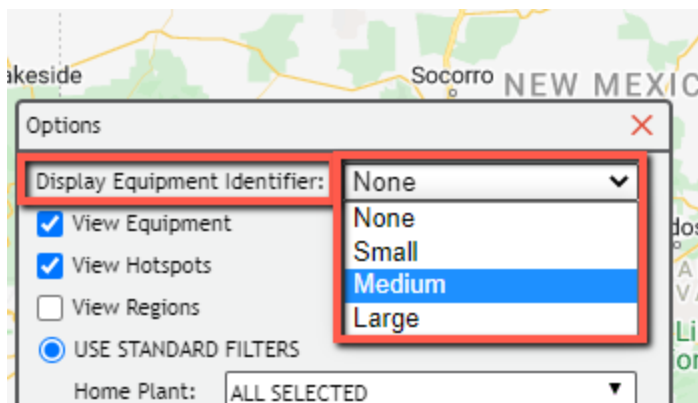 akeside
Socorro
NEW MEXIC
Options
Display Equipment Identifier: None
None
View Equipment
Small
View Hotspots
Medium
View Regions
Large
USE STANDARD FILTERS
Home Plant: ALL SELECTED